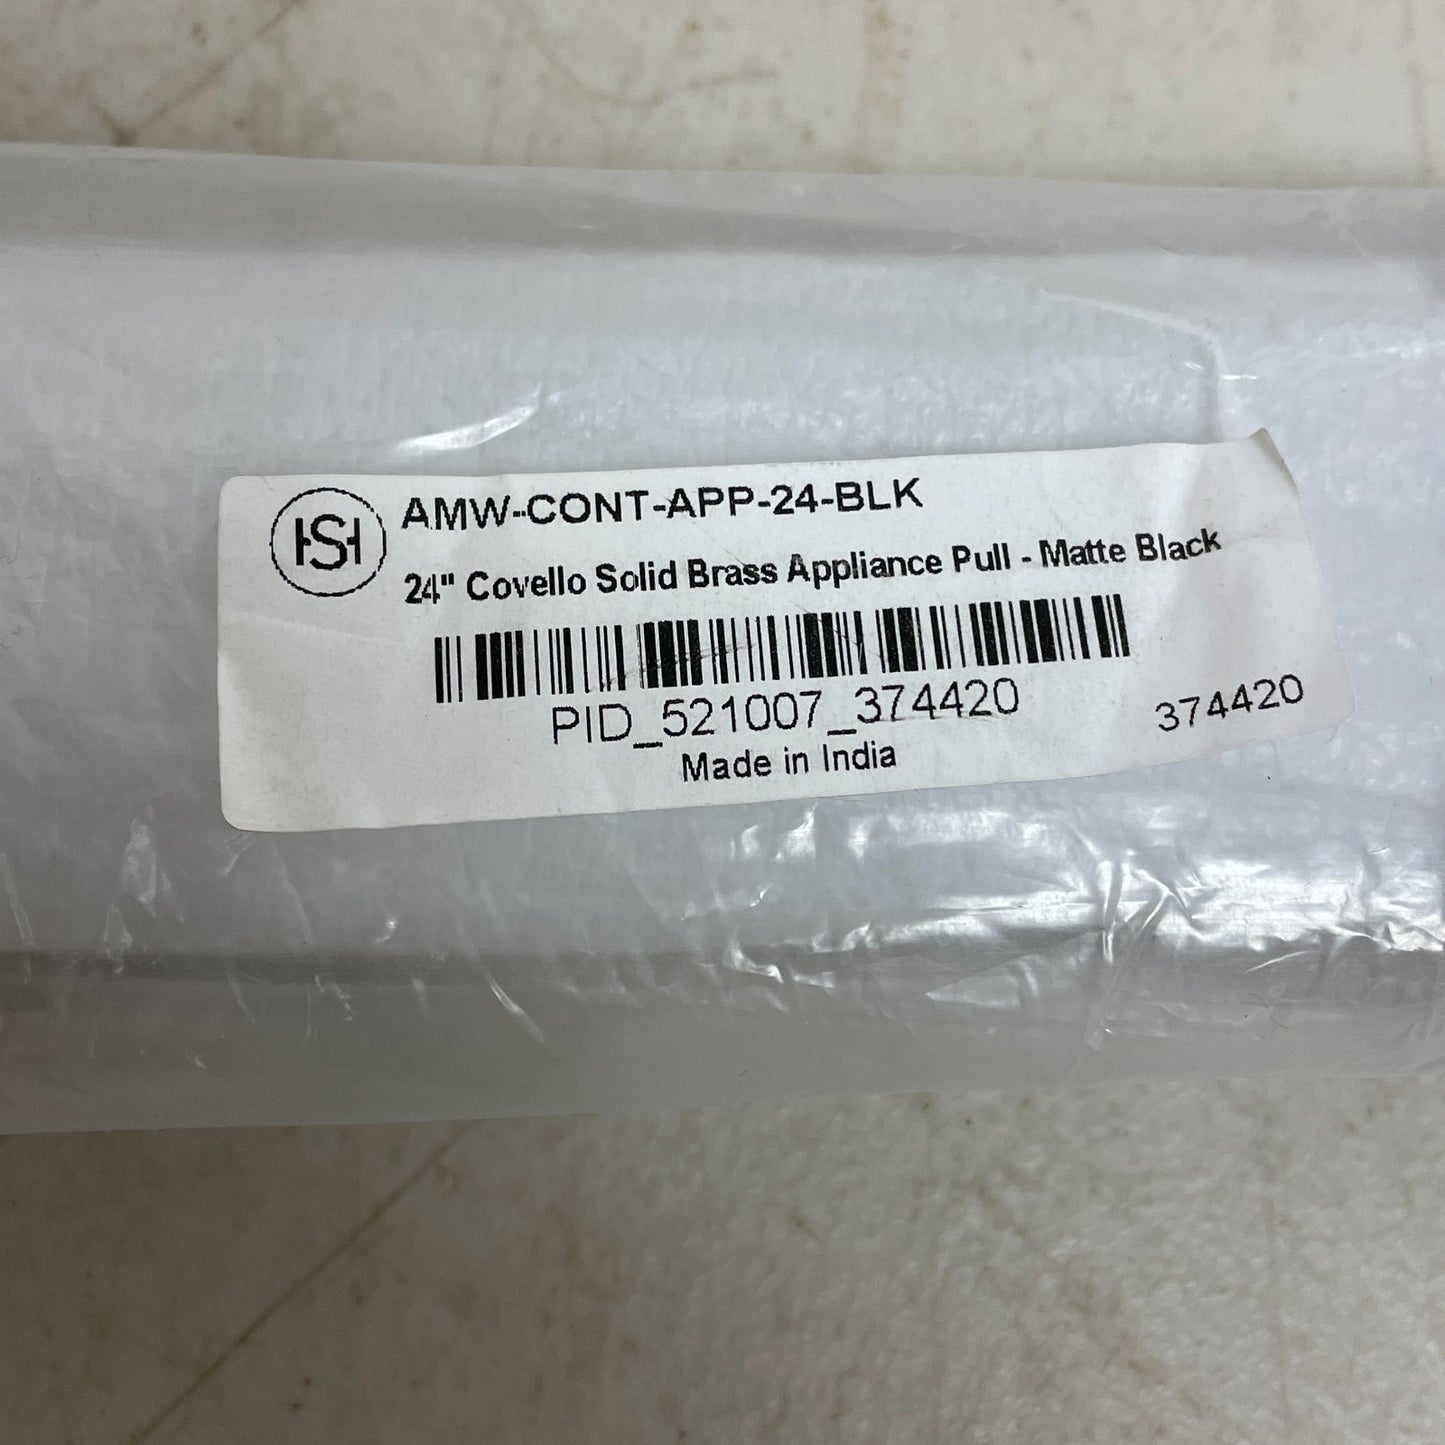 HSH
AMW-CONT-APP-24-BLK
24" Covello Solid Brass Appliance Pull - Matte Black
PID_521007_374420
374420
Made in India